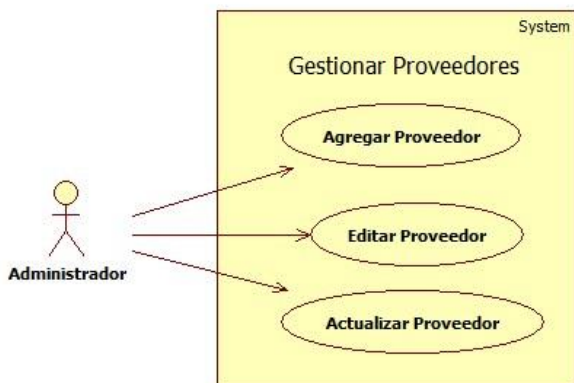 System
Gestionar Proveedores
Agregar Proveedor
Editar Proveedor
Administrador
Actualizar Proveedor